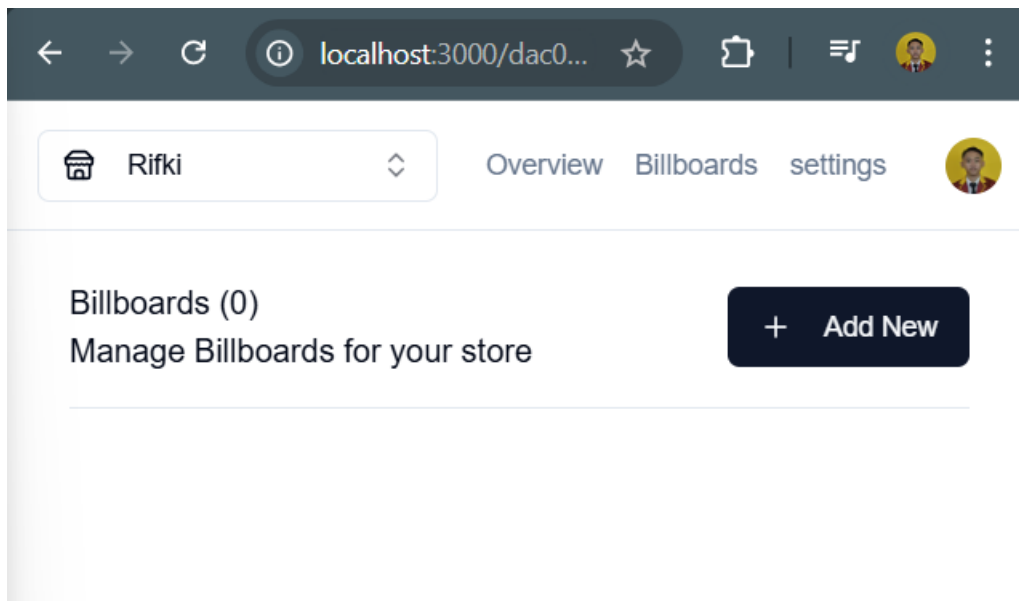 localhost:3000/dac0...
Rifki
Overview Billboards settings
Billboards (0)
Manage Billboards for your store
+ Add New